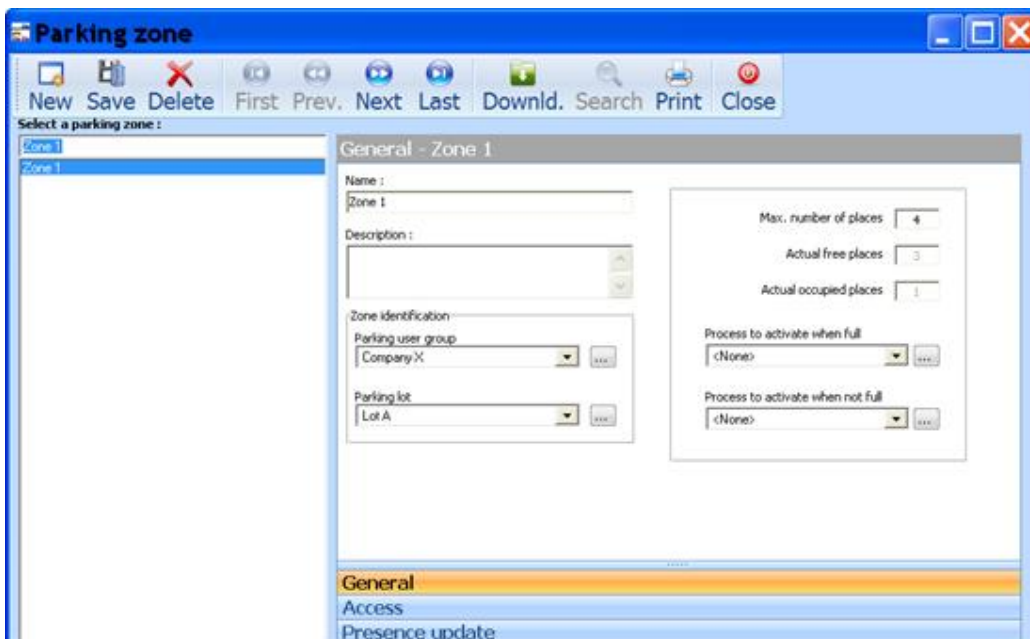 Parking zone
New Save Delete First Prev. Next Last Downld. Search Print Close
Select a parking zone :
Zone 1
Zone 1
General - Zone 1
Name :
Zone 1
Description :
Zone identification
Parking user group
Company X
...
Parking lot
Lot A
...
Max. number of places 4
Actual free places 3
Actual occupied places 1
Process to activate when full
<None>
...
Process to activate when not full
<None>
...
General
Access
Presence update